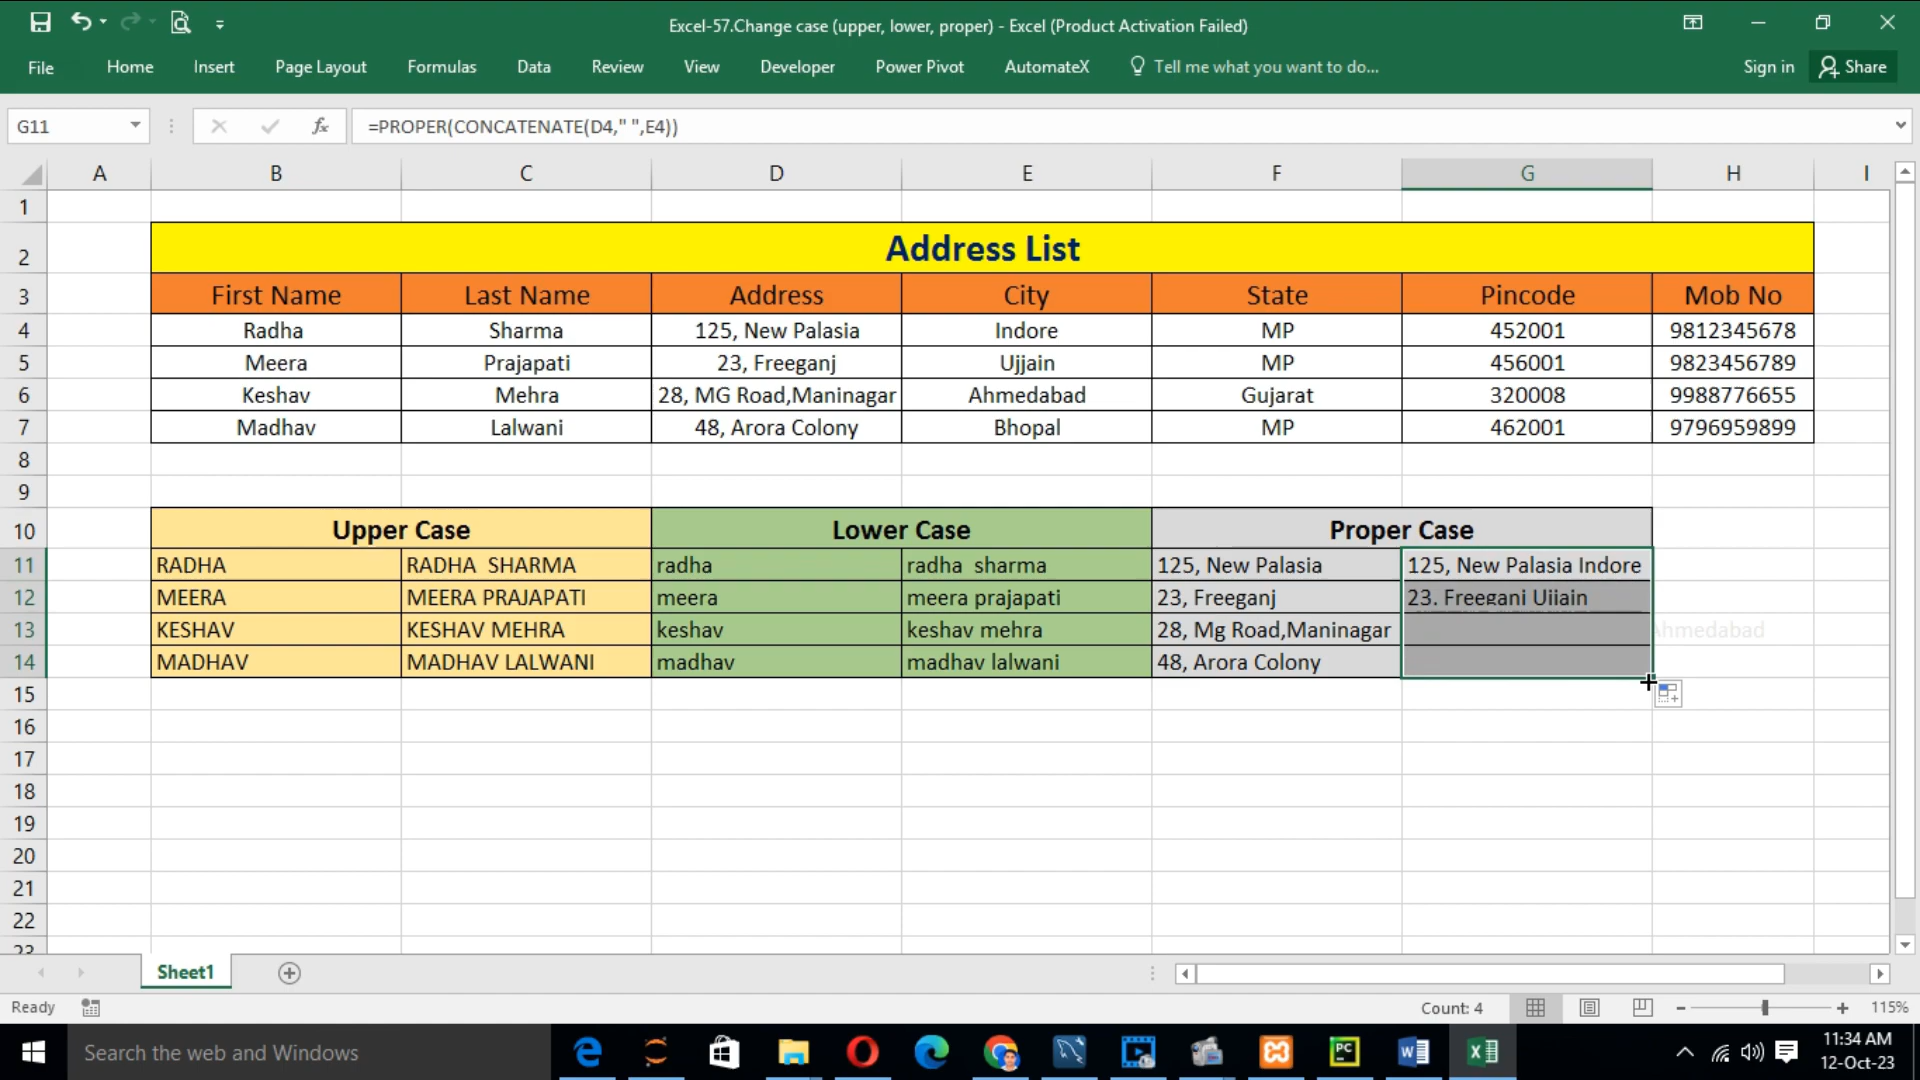 Excel-57.Change case (upper, lower, proper) - Excel (Product Activation Failed)
File Home Insert Page Layout Formulas Data Review View Developer Power Pivot AutomateX Tell me what you want to do... Sign in Share
G11 fx =PROPER(CONCATENATE(D4," ",E4))
A B C D E F G H I
1
2 Address List
3 First Name Last Name Address City State Pincode Mob No
4 Radha Sharma 125, New Palasia Indore MP 452001 9812345678
5 Meera Prajapati 23, Freeganj Ujjain MP 456001 9823456789
6 Keshav Mehra 28, MG Road,Maninagar Ahmedabad Gujarat 320008 9988776655
7 Madhav Lalwani 48, Arora Colony Bhopal MP 462001 9796959899
8
9
10 Upper Case Lower Case Proper Case
11 RADHA RADHA  SHARMA radha radha  sharma 125, New Palasia 125, New Palasia Indore
12 MEERA MEERA PRAJAPATI meera meera prajapati 23, Freeganj 23. Freeganj Ujjain
13 KESHAV KESHAV MEHRA keshav keshav mehra 28, Mg Road,Maninagar Ahmedabad
14 MADHAV MADHAV LALWANI madhav madhav lalwani 48, Arora Colony
15
16
17
18
19
20
21
22
23
Sheet1
Ready Count: 4 115%
Search the web and Windows PC 11:34 AM
12-Oct-23